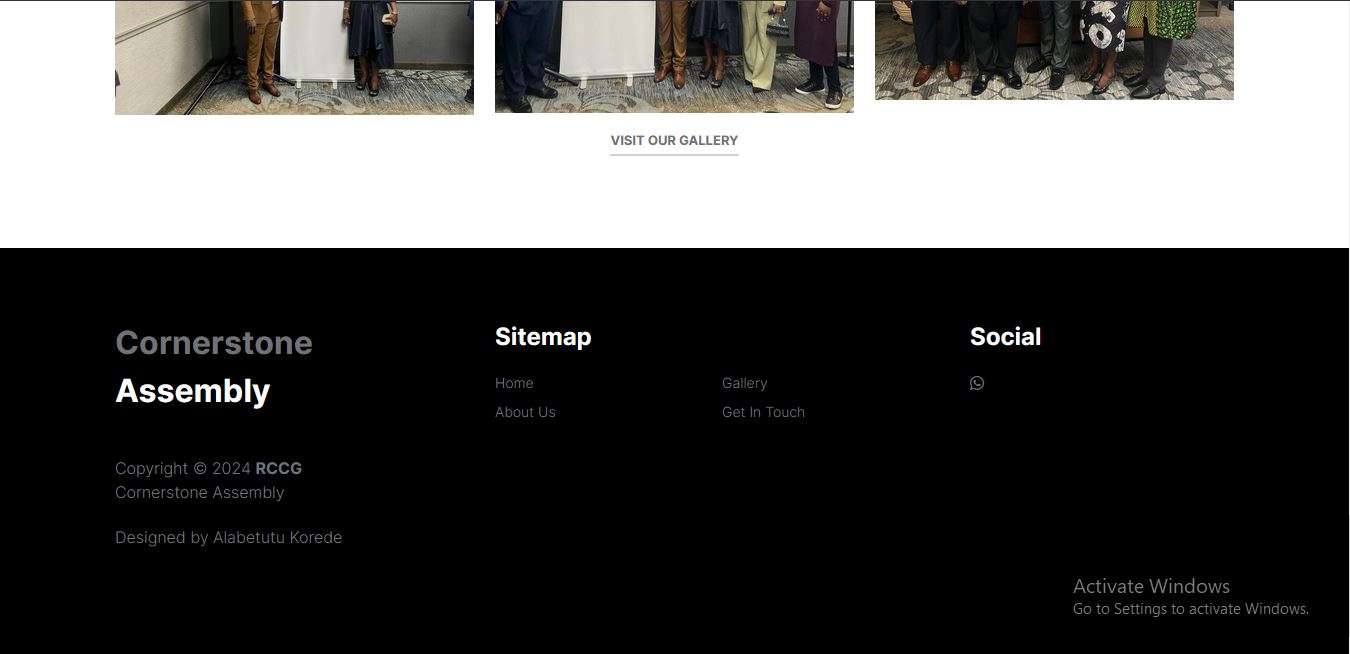 VISIT OUR GALLERY
Cornerstone
Assembly
Copyright © 2024 RCCG
Cornerstone Assembly
Designed by Alabetutu Korede
Sitemap
Home
About Us
Gallery
Get In Touch
Social
Activate Windows
Go to Settings to activate Windows.